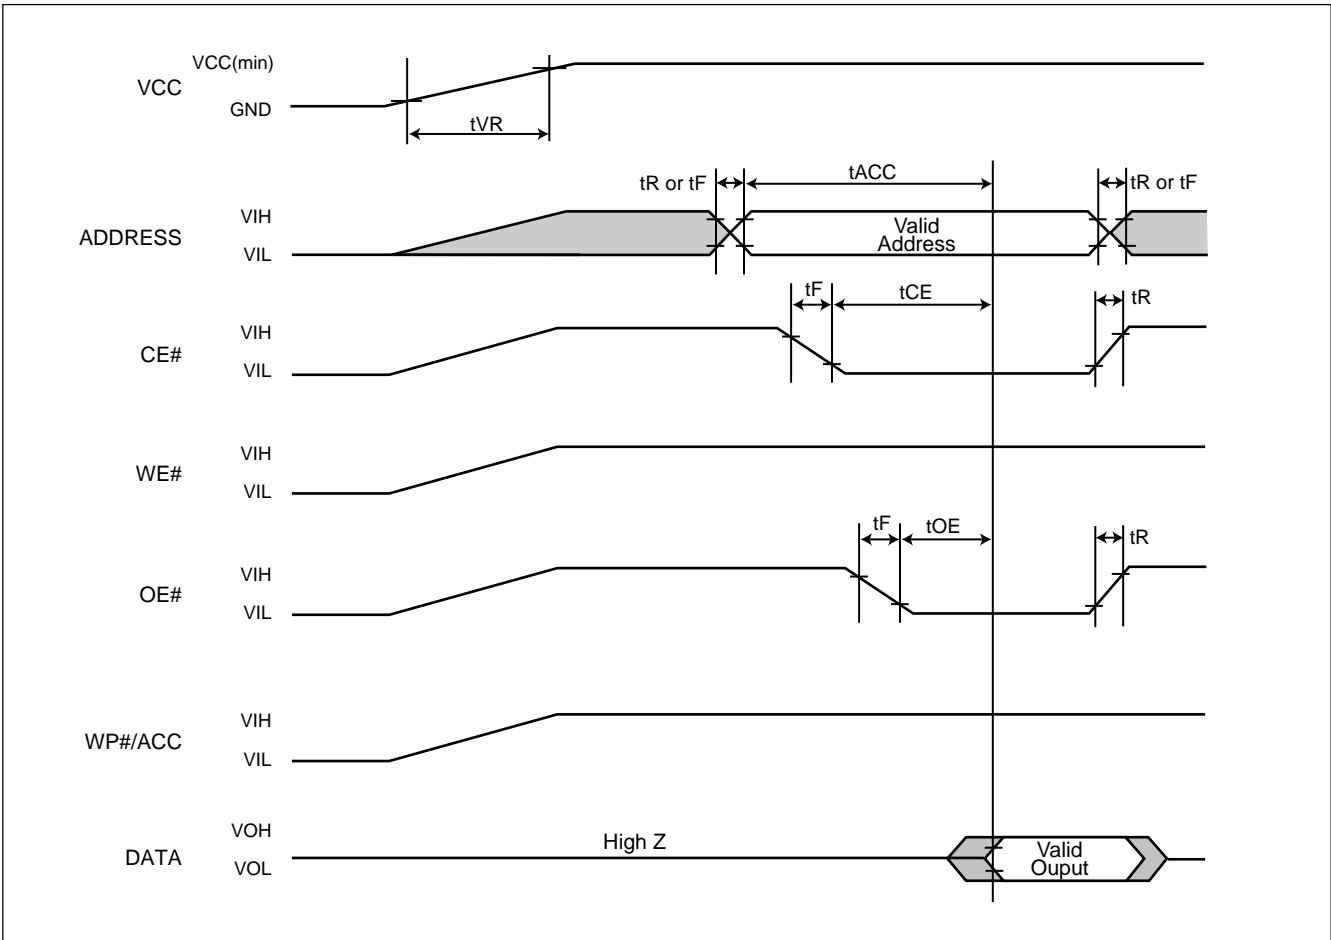 VCC(min)
VCC
GND
tVR
tR or tF
tACC
tR or tF
VIH
ADDRESS
VIL
Valid
Address
tF
tCE
tR
VIH
CE#
VIL
VIH
WE#
VIL
tF
tOE
tR
VIH
OE#
VIL
VIH
WP#/ACC
VIL
VOH
High Z
DATA
VOL
Valid
Ouput